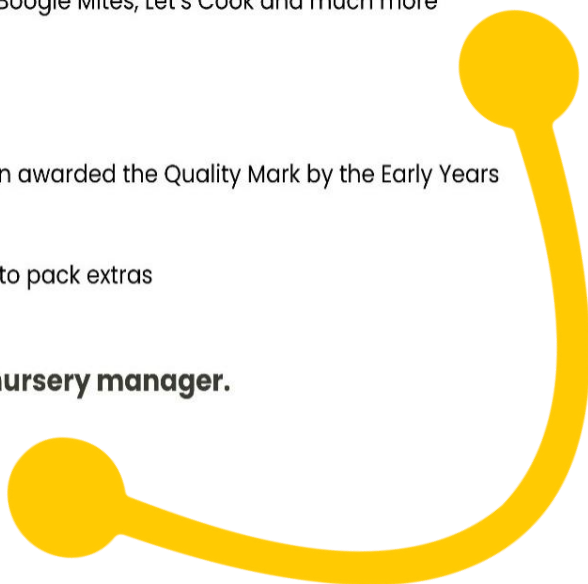 Boogie Mites, Let's Cook and much more
awarded the Quality Mark by the Early Years
to pack extras
nursery manager.